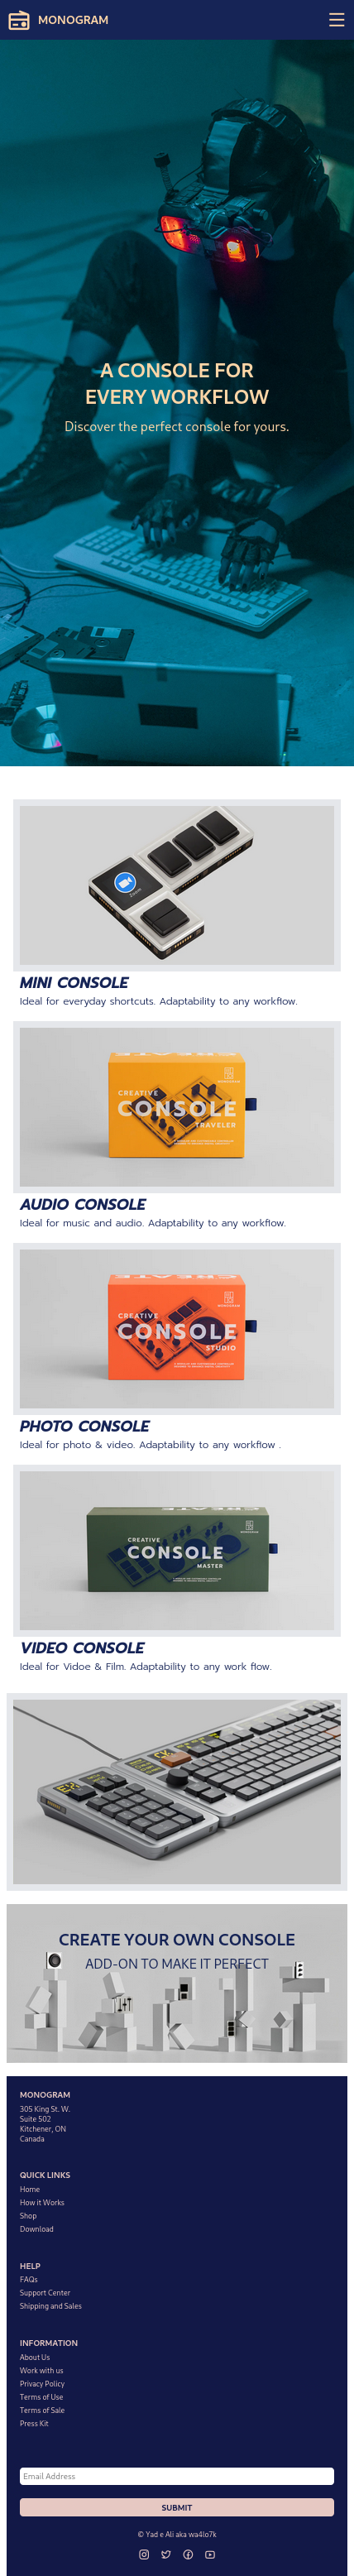 MONOGRAM
A CONSOLE FOR
EVERY WORKFLOW
Discover the perfect console for yours.
MINI CONSOLE
Ideal for everyday shortcuts. Adaptability to any workflow.
CREATIVE
CONSOLE
TRAVELER
AUDIO CONSOLE
Ideal for music and audio. Adaptability to any workflow.
CREATIVE
CONSOLE
STUDIO
PHOTO CONSOLE
Ideal for photo & video. Adaptability to any workflow .
CREATIVE
CONSOLE
MASTER
VIDEO CONSOLE
Ideal for Vidoe & Film. Adaptability to any work flow.
CREATE YOUR OWN CONSOLE
ADD-ON TO MAKE IT PERFECT
MONOGRAM
305 King St. W.
Suite 502
Kitchener, ON
Canada
QUICK LINKS
Home
How it Works
Shop
Download
HELP
FAQs
Support Center
Shipping and Sales
INFORMATION
About Us
Work with us
Privacy Policy
Terms of Use
Terms of Sale
Press Kit
Email Address
SUBMIT
© Yad e Ali aka wa4lo7k